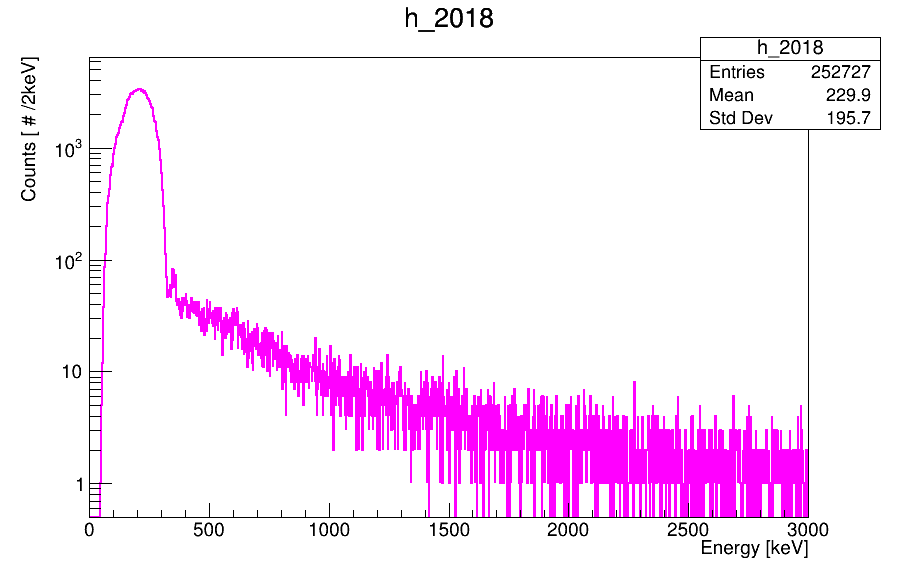 h_2018
h_2018
Entries 252727
Mean 229.9
Std Dev 195.7
Counts [ # /2keV]
10³
10²
10
1
0 500 1000 1500 2000 2500 3000
Energy [keV]